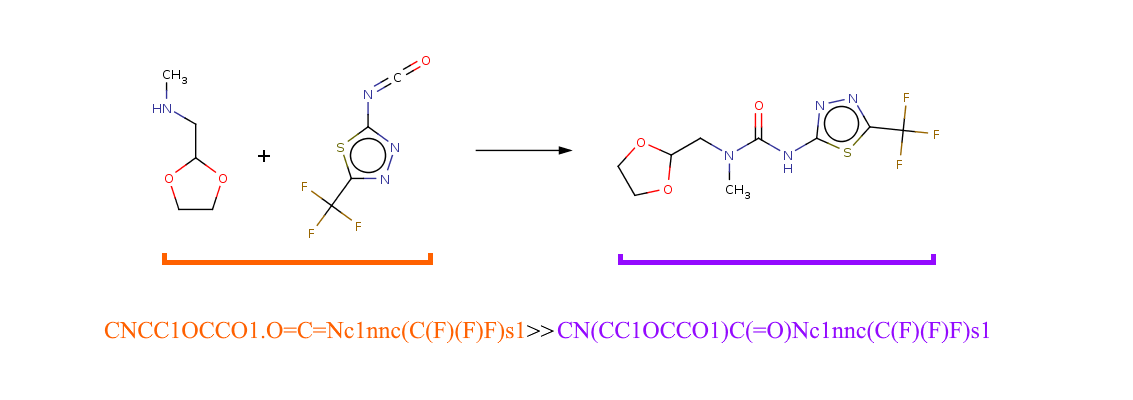 CH3
HN
O
O
+
O
C
N
S
N
N
F
F
F
O
O
N
CH3
O
N
H
N
N
S
F
F
F
CNCC1OCCO1.O=C=Nc1nnc(C(F)(F)F)s1>>CN(CC1OCCO1)C(=O)Nc1nnc(C(F)(F)F)s1